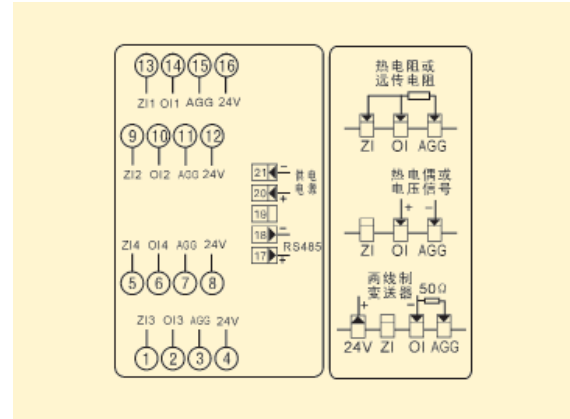 13 14 15 16
ZI1 OI1 AGG 24V
9 10 11 12
ZI2 OI2 AGG 24V
21 - 供电
20 + 电源
19
18 - RS485
17 +
ZI4 OI4 AGG 24V
5 6 7 8
ZI3 OI3 AGG 24V
1 2 3 4
热电阻或
远传电阻
ZI OI AGG
热电偶或
电压信号
+ -
ZI OI AGG
两线制
变送器 50Ω
+ -
24V ZI OI AGG